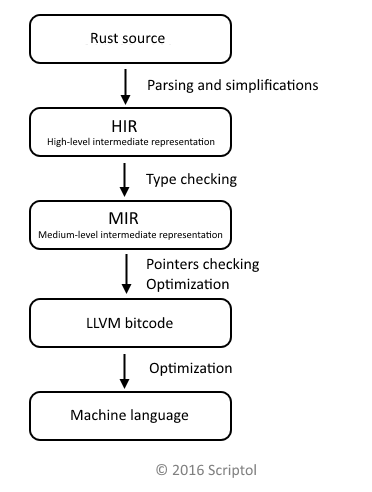 Rust source
Parsing and simplifications
HIR
High-level intermediate representation
Type checking
MIR
Medium-level intermediate representation
Pointers checking
Optimization
LLVM bitcode
Optimization
Machine language
© 2016 Scriptol